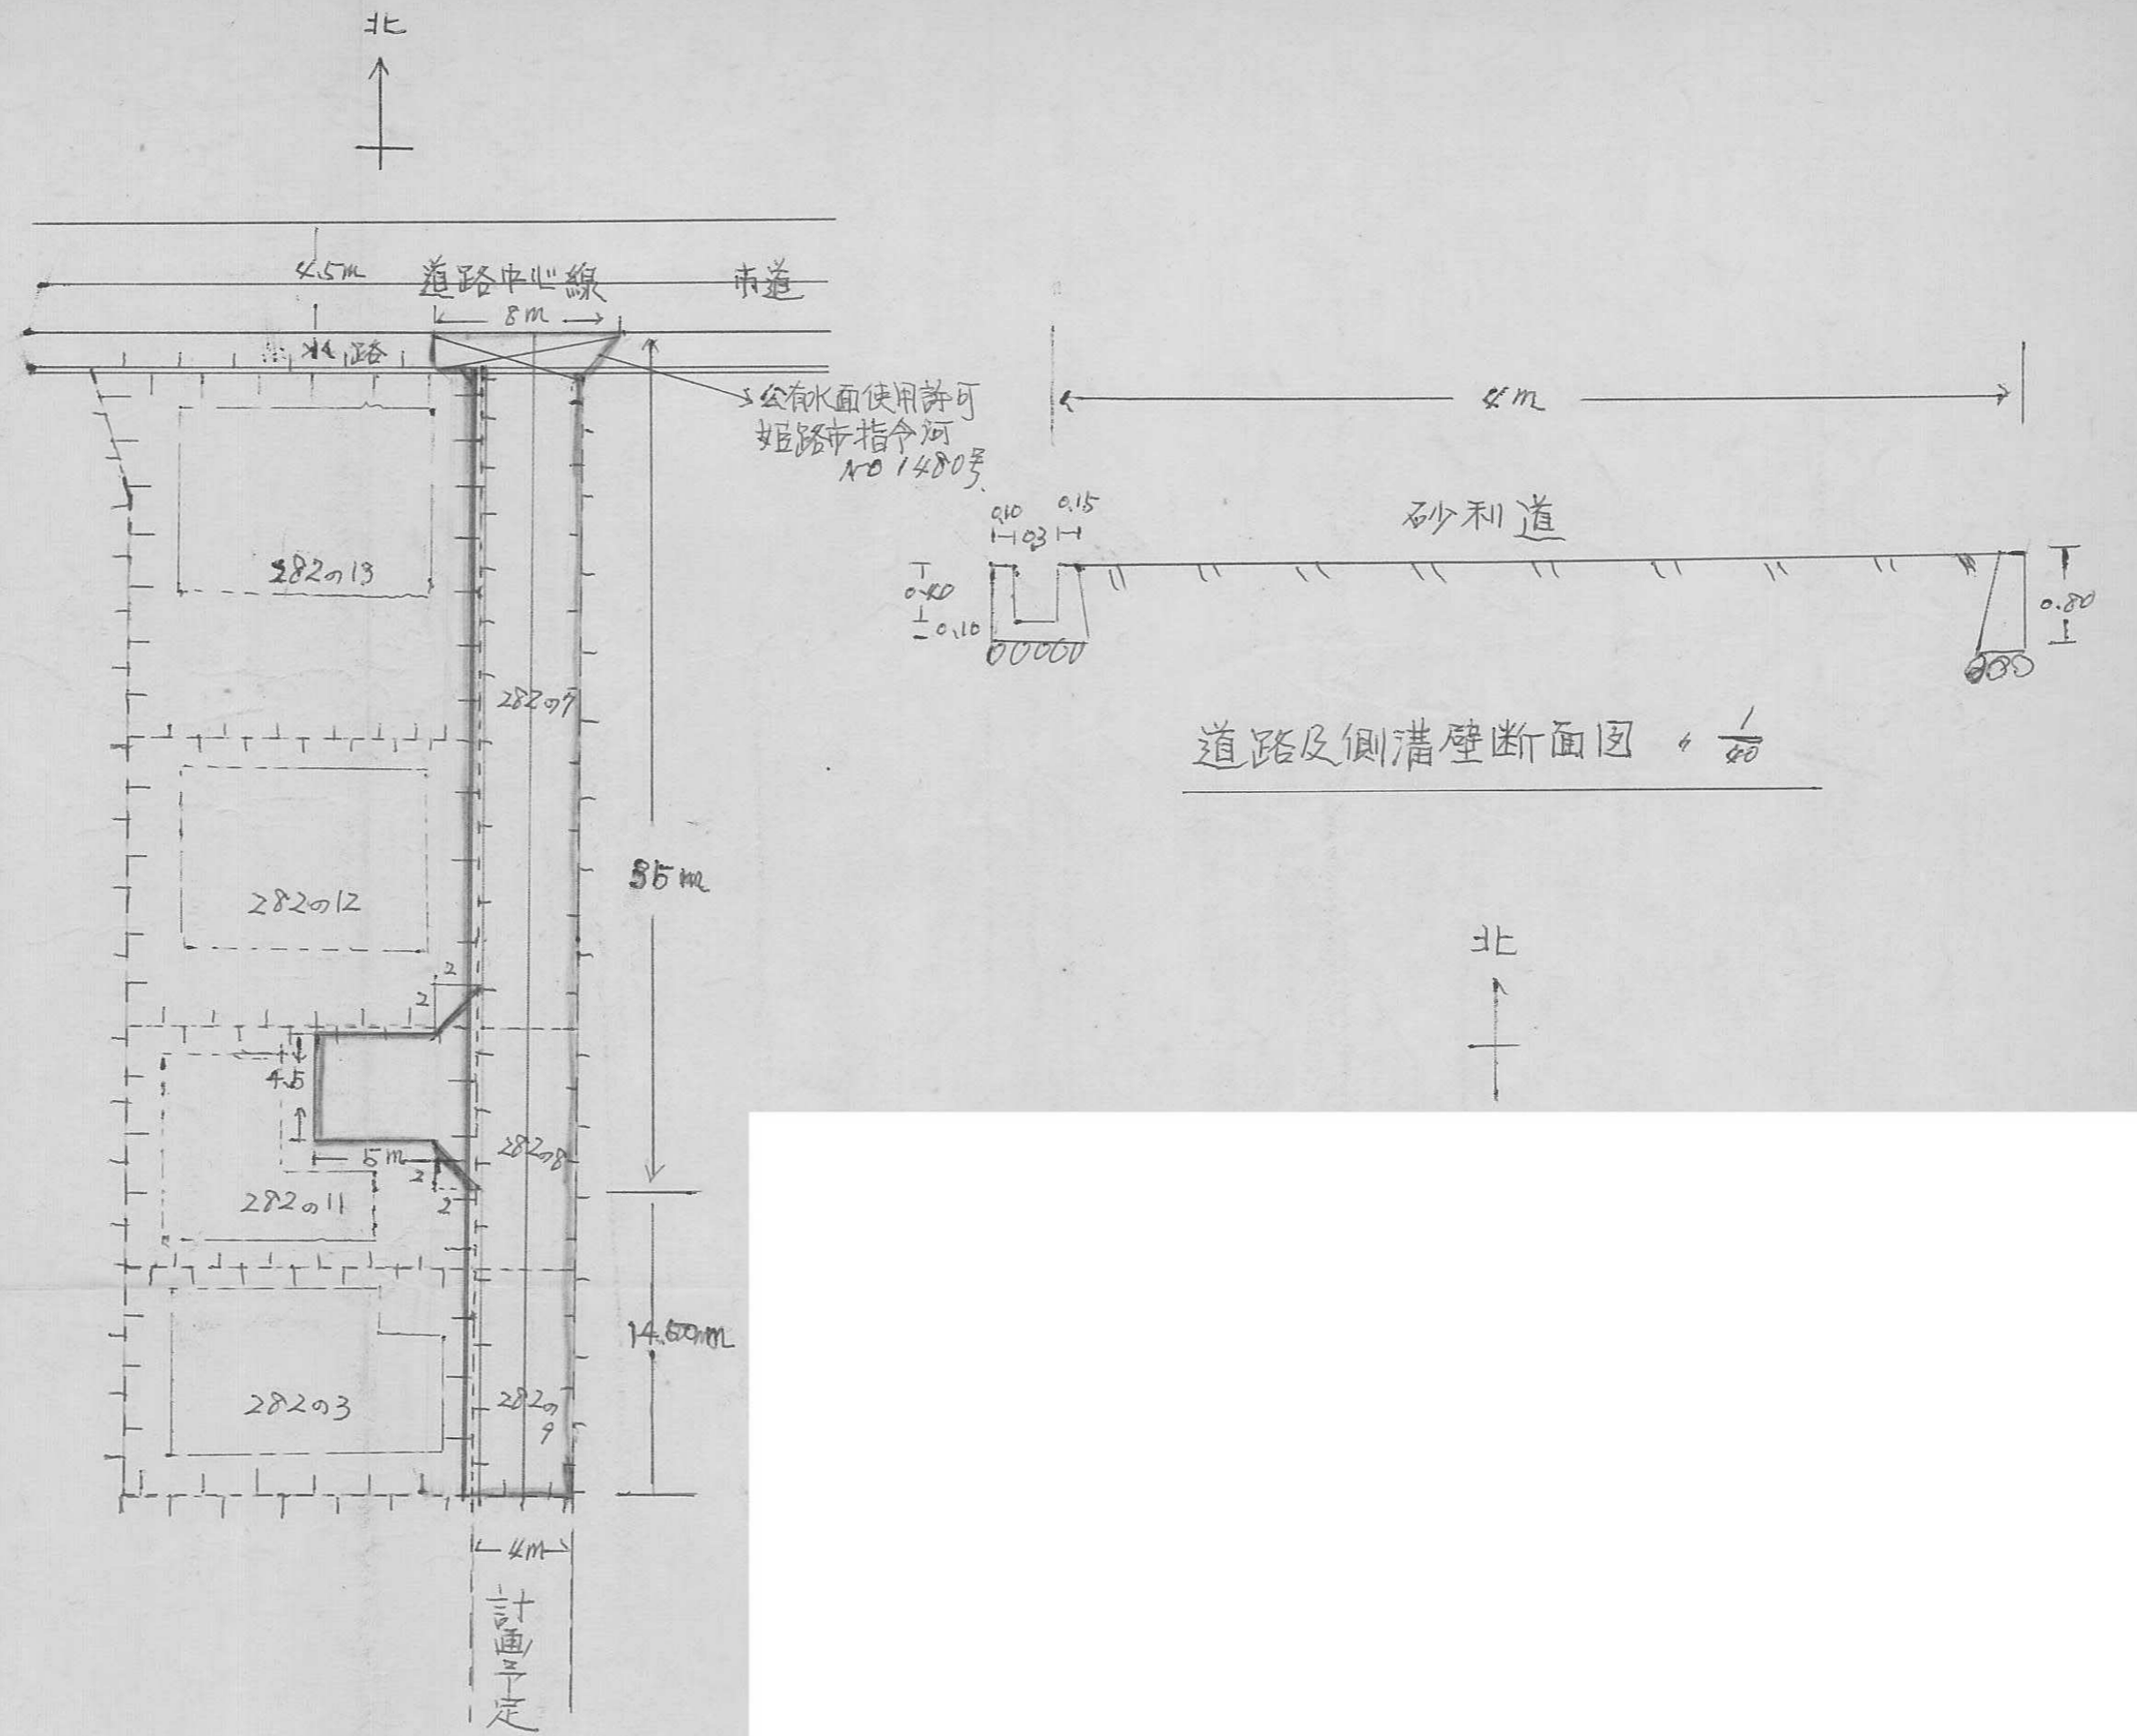 北
4.5m
道路中心線
市道
8m
水路
公有水面使用許可
姫路市指令河
NO 1480号
282の13
282の7
35m
282の12
2
2
4.5
5m
2
2
282の8
282の11
14.50m
282の3
282の
9
4m
計画予定
4m
砂利道
0.10
0.3
0.15
0.40
0.10
0.80
道路及側溝壁断面図
1/40
北